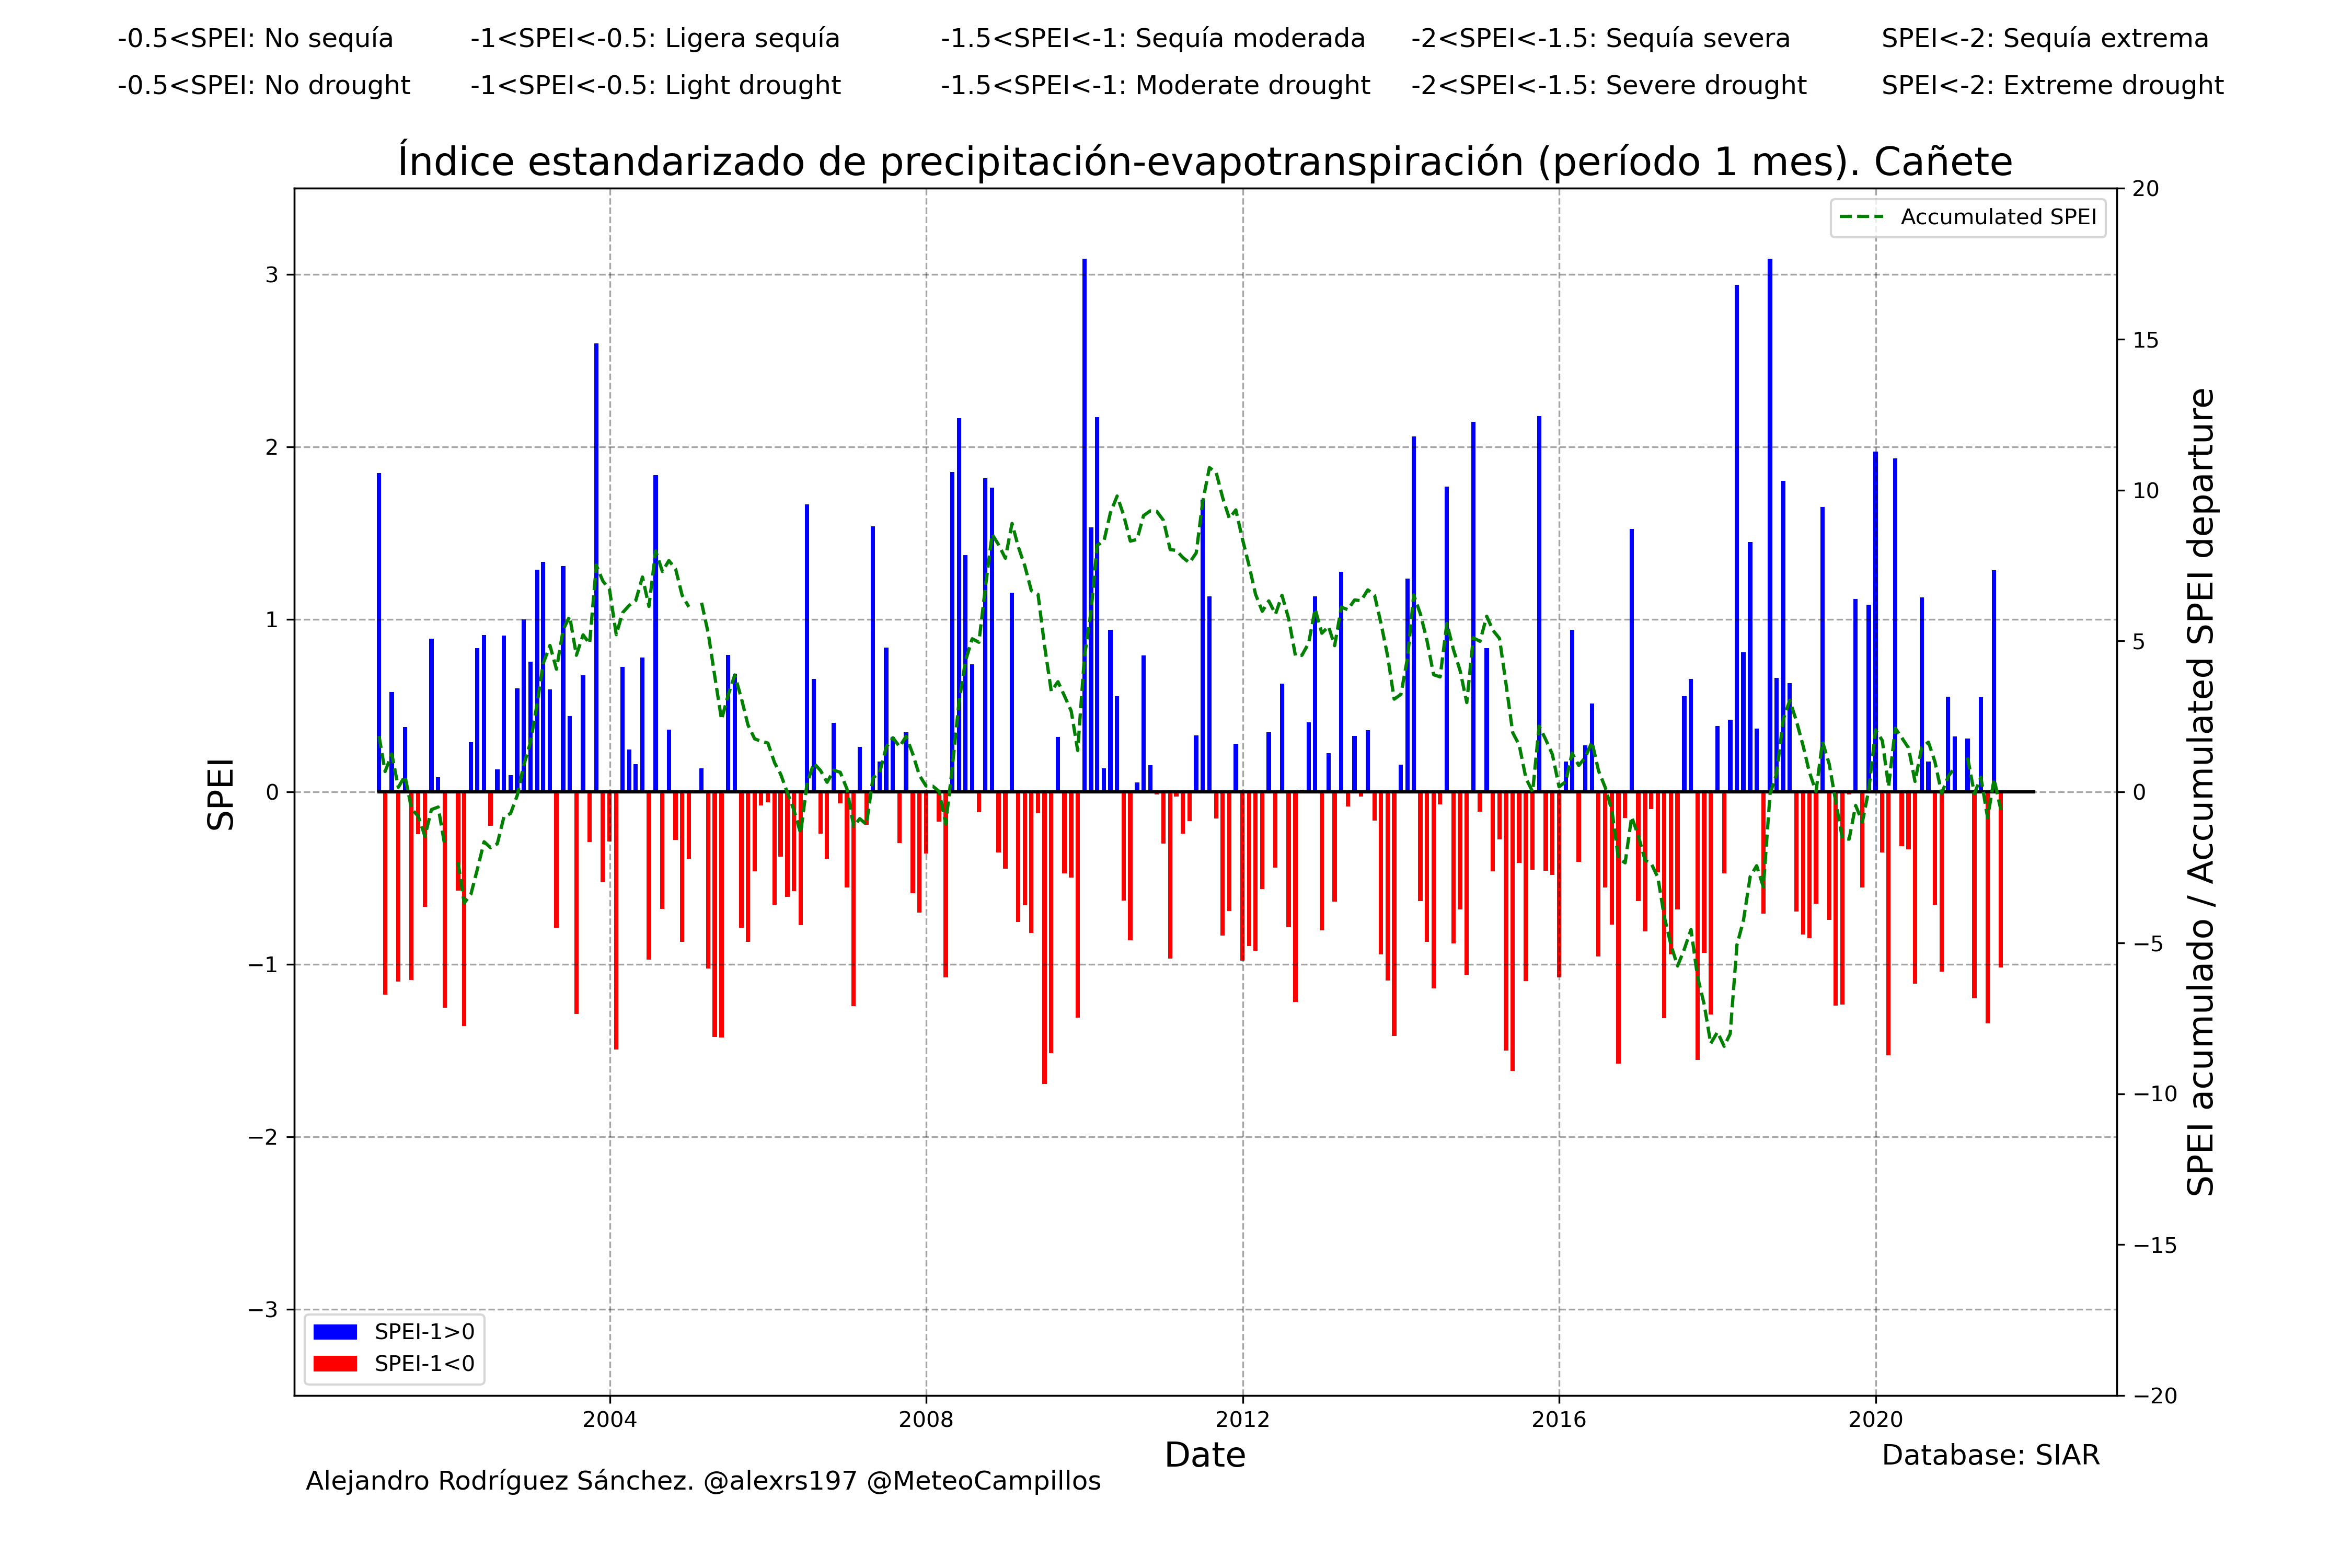 -0.5<SPEI: No sequía
-1<SPEI<-0.5: Ligera sequía
-1.5<SPEI<-1: Sequía moderada
-2<SPEI<-1.5: Sequía severa
SPEI<-2: Sequía extrema
-0.5<SPEI: No drought
-1<SPEI<-0.5: Light drought
-1.5<SPEI<-1: Moderate drought
-2<SPEI<-1.5: Severe drought
SPEI<-2: Extreme drought
Índice estandarizado de precipitación-evapotranspiración (período 1 mes). Cañete
Accumulated SPEI
SPEI
3
2
1
0
−1
−2
−3
20
15
10
5
0
−5
−10
−15
−20
SPEI acumulado / Accumulated SPEI departure
SPEI-1>0
SPEI-1<0
2004
2008
2012
2016
2020
Date
Database: SIAR
Alejandro Rodríguez Sánchez. @alexrs197 @MeteoCampillos